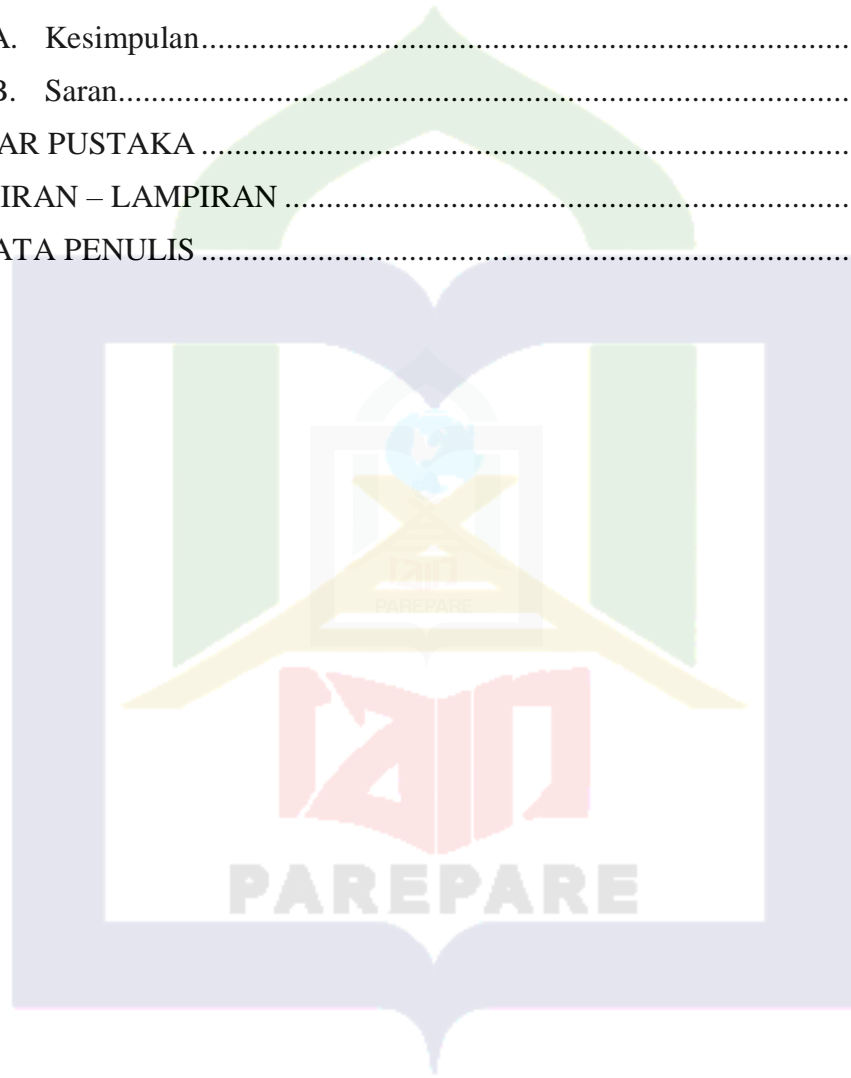 A. Kesimpulan........................................................................................
B. Saran...................................................................................................
AR PUSTAKA ........................................................................................
IRAN – LAMPIRAN ..............................................................................
ATA PENULIS ........................................................................................
PAREPARE
PAREPARE